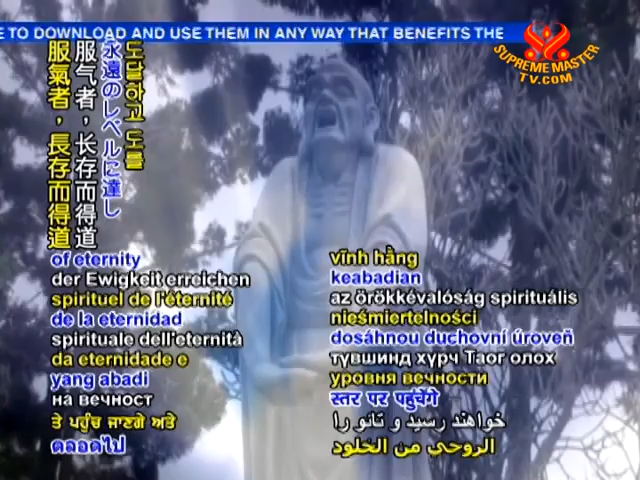 E TO DOWNLOAD AND USE THEM IN ANY WAY THAT BENEFITS THE
SUPREME MASTER
TV.COM
도달하고 도를
永遠のレベルに達し
服气者，长存而得道
服氣者，長存而得道
of eternity
der Ewigkeit erreichen
spirituel de l'éternité
de la eternidad
spirituale dell'eternità
da eternidade e
yang abadi
на вечност
ਤੇ ਪਹੁੰਚ ਜਾਣਗੇ ਅਤੇ
ตลอดไป
vĩnh hằng
keabadian
az örökkévalóság spirituális
nieśmiertelności
dosáhnou duchovní úroveň
түвшинд хүрч Таог олох
уровня вечности
स्तर पर पहुंचेंगे
خواهند رسید و تائو را
الروحي من الخلود